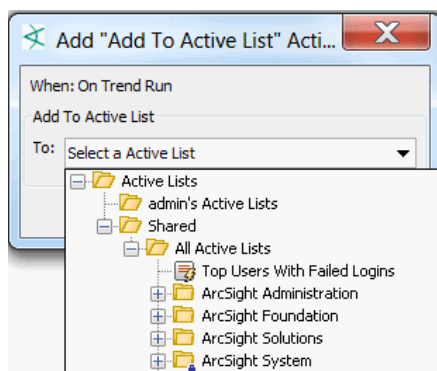 Add "Add To Active List" Acti...
When: On Trend Run
Add To Active List
To: Select a Active List
Active Lists
admin's Active Lists
Shared
All Active Lists
Top Users With Failed Logins
ArcSight Administration
ArcSight Foundation
ArcSight Solutions
ArcSight System